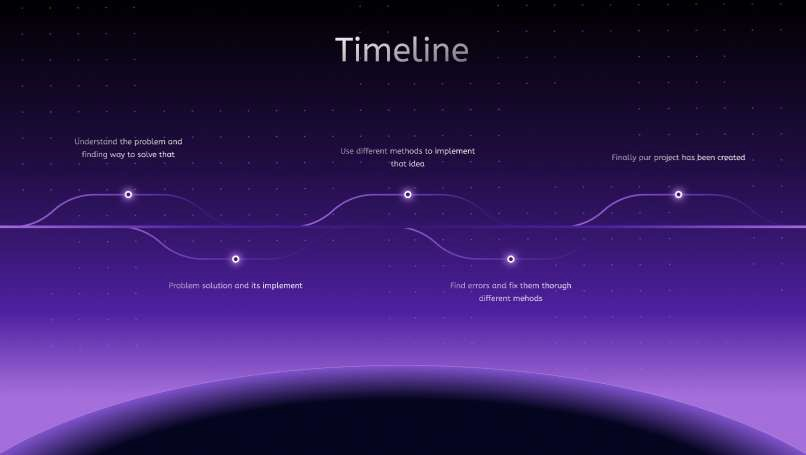 Timeline
Understand the problem and
finding way to solve that
Use different methods to implement
that idea
Finally pur project has been created
Problem solution and its implement
Find errors and fix them thorugh
different mehods